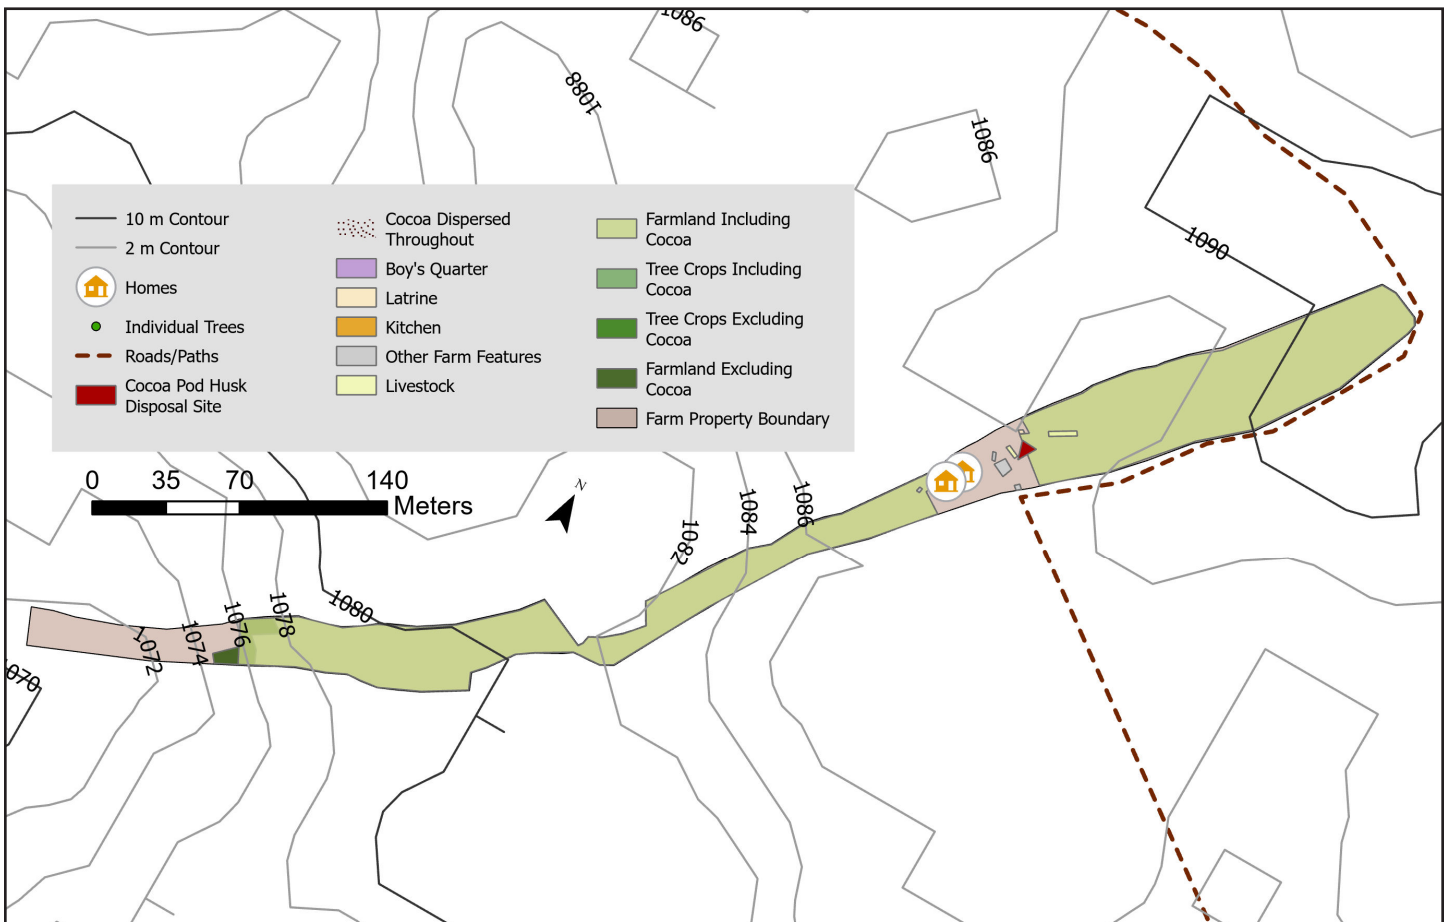 1086
1088
1086
1090
10 m Contour
2 m Contour
Homes
Individual Trees
Roads/Paths
Cocoa Pod Husk
Disposal Site
Cocoa Dispersed
Throughout
Boy's Quarter
Latrine
Kitchen
Other Farm Features
Livestock
Farmland Including
Cocoa
Tree Crops Including
Cocoa
Tree Crops Excluding
Cocoa
Farmland Excluding
Cocoa
Farm Property Boundary
0 35 70 140
Meters
N
1082
1084
1086
1080
1078
1076
1074
1072
1070